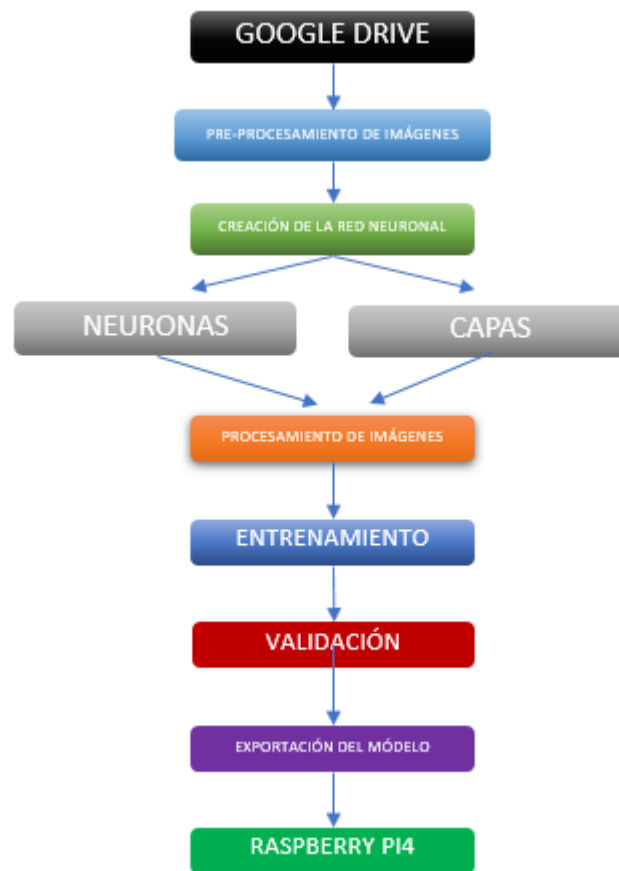 GOOGLE DRIVE
PRE-PROCESAMIENTO DE IMÁGENES
CREACIÓN DE LA RED NEURONAL
NEURONAS
CAPAS
PROCESAMIENTO DE IMÁGENES
ENTRENAMIENTO
VALIDACIÓN
EXPORTACIÓN DEL MÓDELO
RASPBERRY PI4